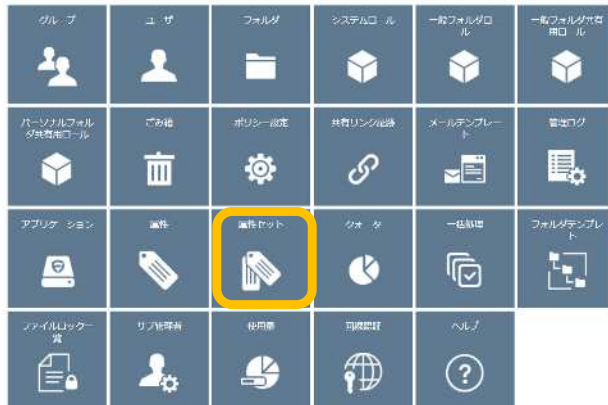 グループ
ユーザ
フォルダ
システムロール
一般フォルダロー
ル
一般フォルダ共有
用ロール
パーソナルフォル
ダ共有用ロール
ごみ箱
ポリシー設定
共有リンク記録
メールテンプレー
ト
管理ログ
アプリケーション
属性
属性セット
クォータ
一括処理
フォルダテンプレ
ート
ファイルロック一
覧
サブ管理者
使用量
回線認証
ヘルプ